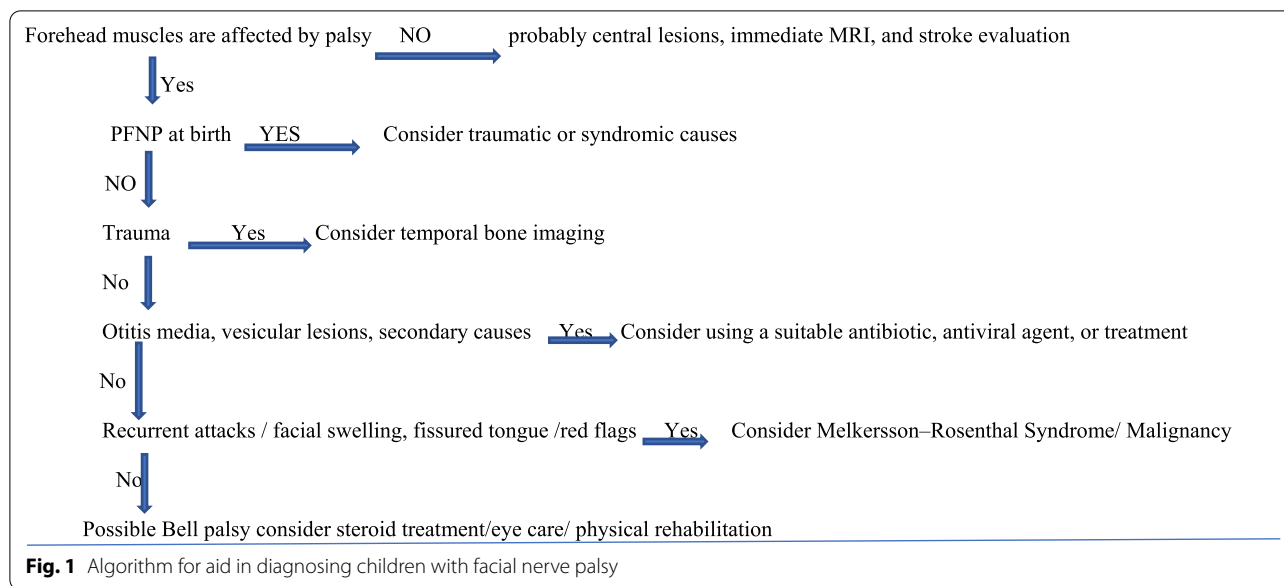 Forehead muscles are affected by palsy NO probably central lesions, immediate MRI, and stroke evaluation
Yes
PFNP at birth YES Consider traumatic or syndromic causes
NO
Trauma Yes Consider temporal bone imaging
No
Otitis media, vesicular lesions, secondary causes Yes Consider using a suitable antibiotic, antiviral agent, or treatment
No
Recurrent attacks / facial swelling, fissured tongue /red flags Yes Consider Melkersson–Rosenthal Syndrome/ Malignancy
No
Possible Bell palsy consider steroid treatment/eye care/ physical rehabilitation
Fig. 1 Algorithm for aid in diagnosing children with facial nerve palsy